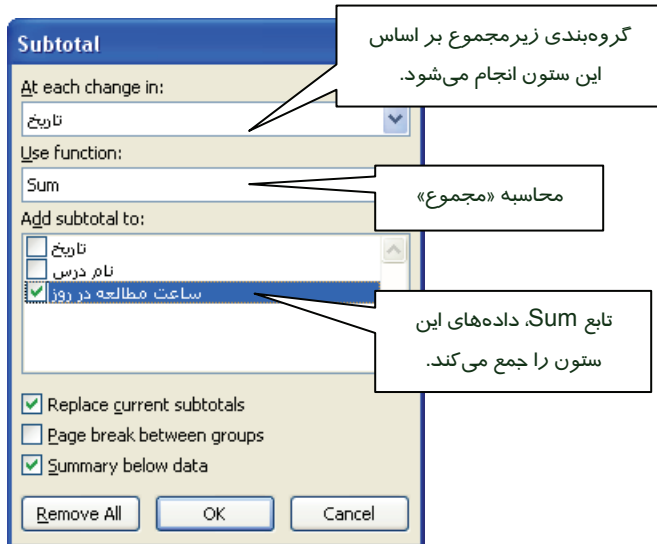 Subtotal
گروه‌بندی زیرمجموع بر اساس
این ستون انجام می‌شود.
At each change in:
تاریخ
Use function:
Sum
محاسبه «مجموع»
Add subtotal to:
تاریخ
نام درس
ساعت مطالعه در روز
تابع Sum، داده‌های این
ستون را جمع می‌کند.
Replace current subtotals
Page break between groups
Summary below data
Remove All OK Cancel